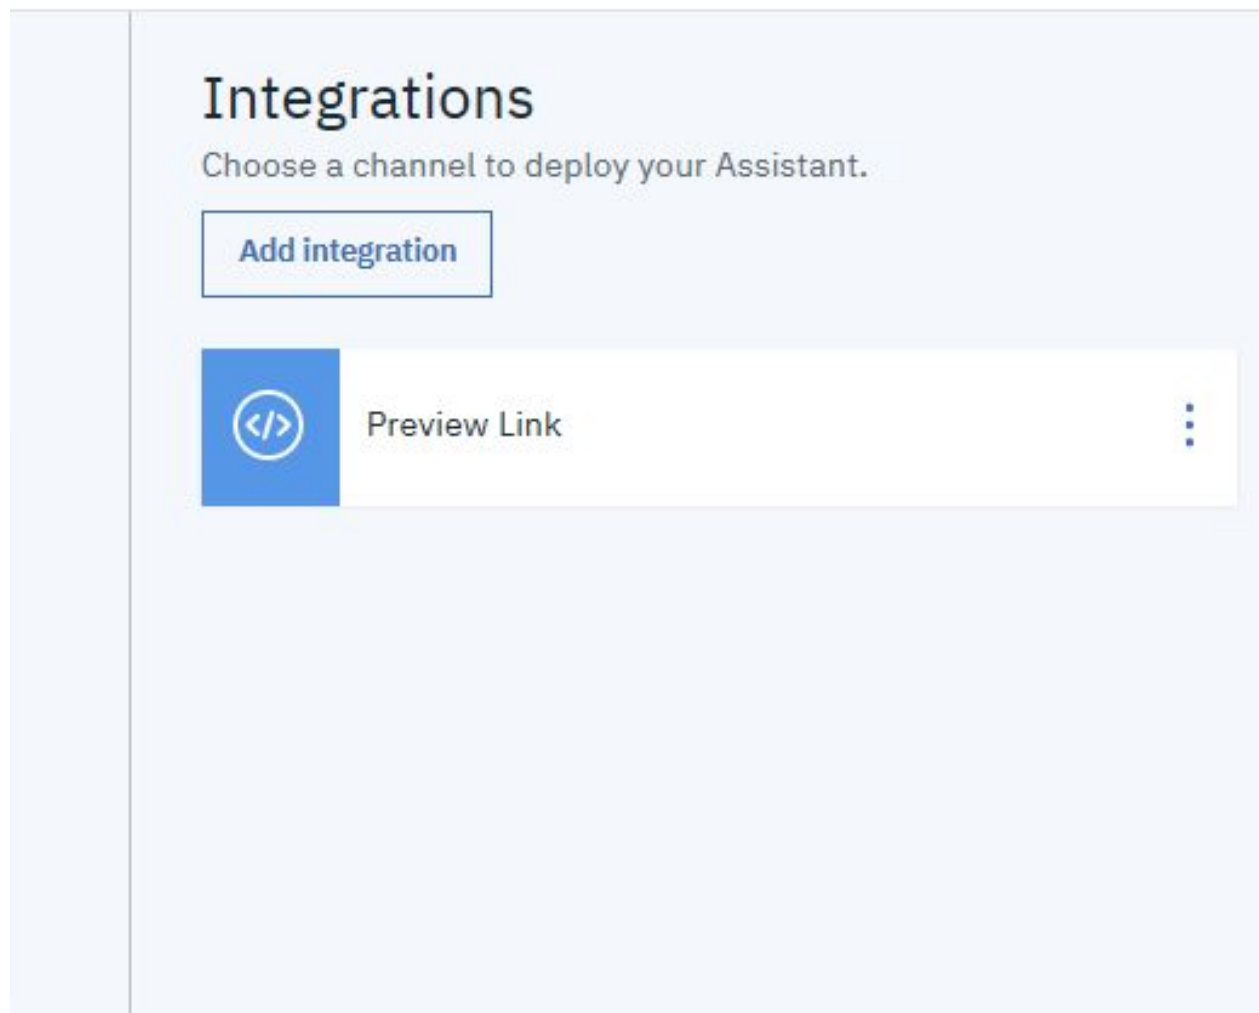 Integrations
Choose a channel to deploy your Assistant.
Add integration
</> Preview Link